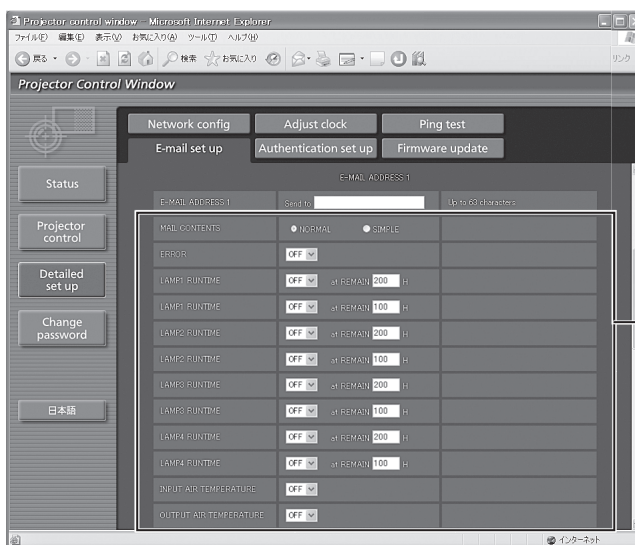 Projector control window - Microsoft Internet Explorer
ファイル(F) 編集(E) 表示(V) お気に入り(A) ツール(T) ヘルプ(H)
戻る 検索 お気に入り リンク
Projector Control Window
Network config Adjust clock Ping test
E-mail set up Authentication set up Firmware update
Status
Projector control
Detailed set up
Change password
日本語
E-MAIL ADDRESS 1
E-MAIL ADDRESS 1 Send to Up to 63 characters
MAIL CONTENTS NORMAL SIMPLE
ERROR OFF
LAMP1 RUNTIME OFF at REMAIN 200 H
LAMP1 RUNTIME OFF at REMAIN 100 H
LAMP2 RUNTIME OFF at REMAIN 200 H
LAMP2 RUNTIME OFF at REMAIN 100 H
LAMP3 RUNTIME OFF at REMAIN 200 H
LAMP3 RUNTIME OFF at REMAIN 100 H
LAMP4 RUNTIME OFF at REMAIN 200 H
LAMP4 RUNTIME OFF at REMAIN 100 H
INPUT AIR TEMPERATURE OFF
OUTPUT AIR TEMPERATURE OFF
インターネット